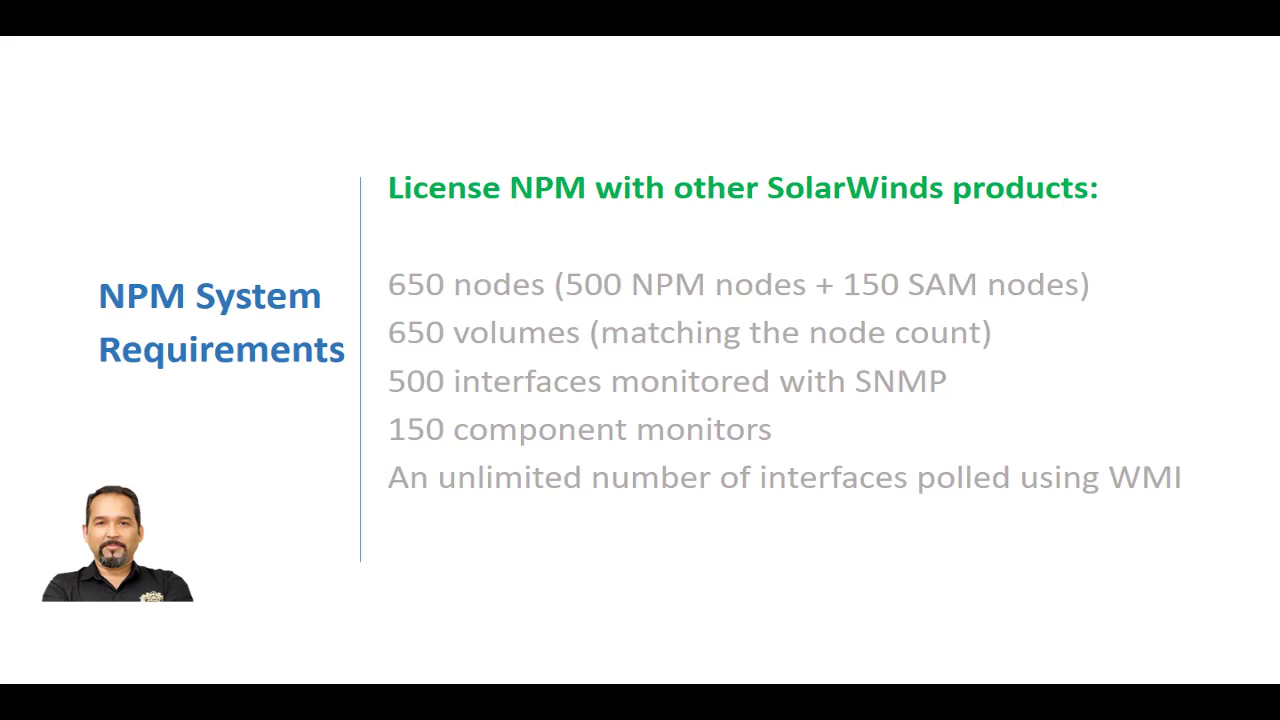 License NPM with other SolarWinds products:
NPM System
Requirements
650 nodes (500 NPM nodes + 150 SAM nodes)
650 volumes (matching the node count)
500 interfaces monitored with SNMP
150 component monitors
An unlimited number of interfaces polled using WMI